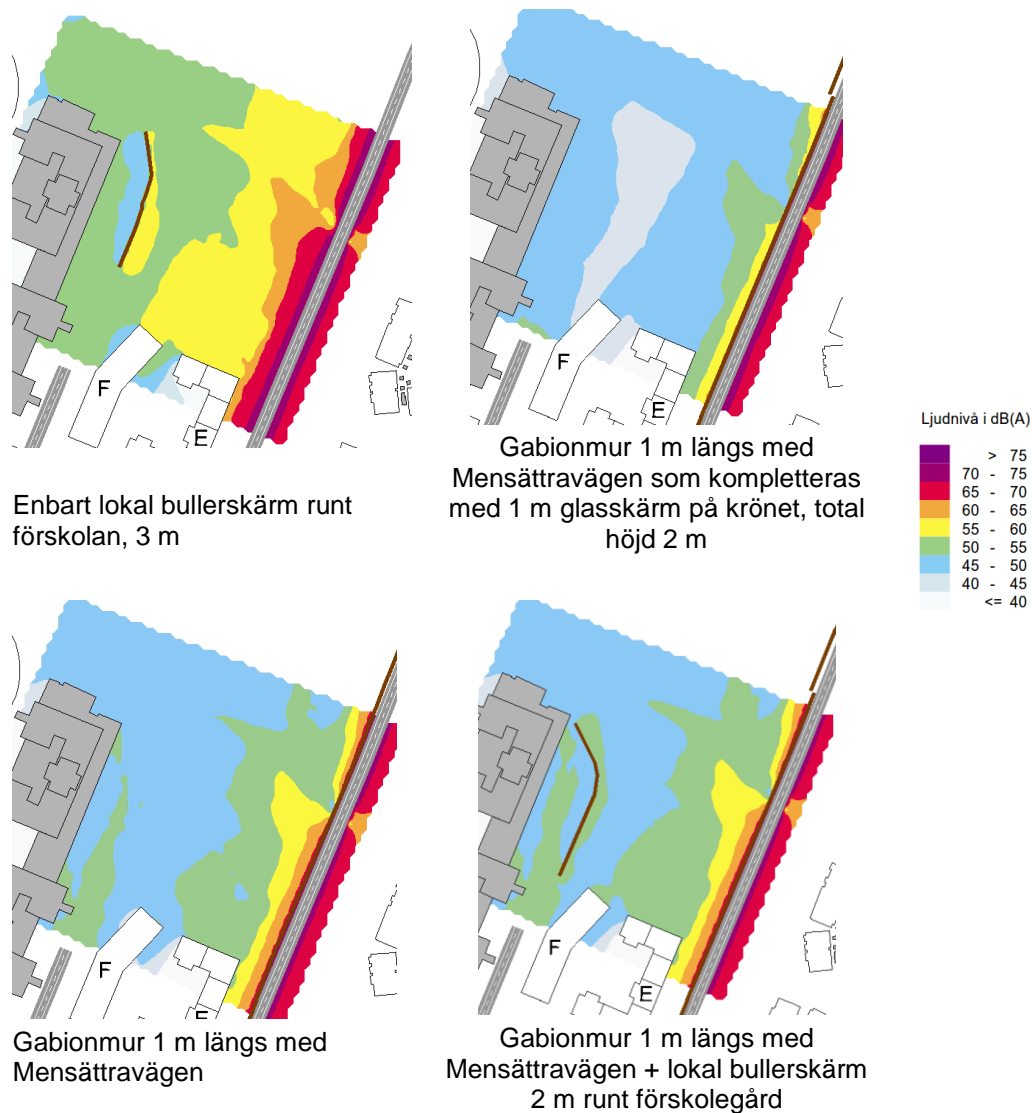 F
E
Enbart lokal bullerskärm runt
förskolan, 3 m
F
E
Gabionmur 1 m längs med
Mensättravägen som kompletteras
med 1 m glasskärm på krönet, total
höjd 2 m
Ljudnivå i dB(A)
> 75
70 - 75
65 - 70
60 - 65
55 - 60
50 - 55
45 - 50
40 - 45
<= 40
F
E
Gabionmur 1 m längs med
Mensättravägen
F
E
Gabionmur 1 m längs med
Mensättravägen + lokal bullerskärm
2 m runt förskolegård